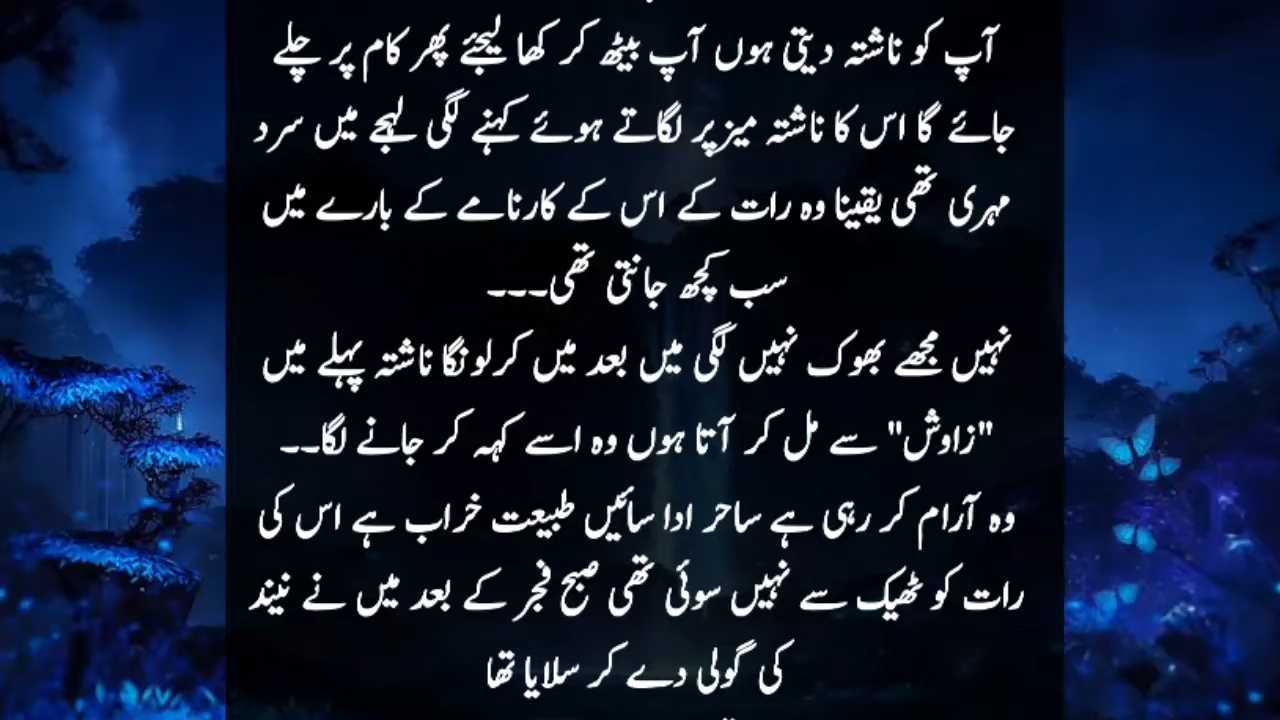 آپ کو ناشتہ دیتی ہوں آپ بیٹھ کر کھا لیجئے پھر کام پر چلے
جائے گا اس کا ناشتہ میز پر لگاتے ہوئے کہنے لگی لہجے میں سرد
مہری تھی یقینا وہ رات کے اس کے کارنامے کے بارے میں
سب کچھ جانتی تھی۔۔۔
نہیں مجھے بھوک نہیں لگی میں بعد میں کرلونگا ناشتہ پہلے میں
"زاوش" سے مل کر آتا ہوں وہ اسے کہہ کر جانے لگا۔۔
وہ آرام کر رہی ہے ساحر ادا سائیں طبیعت خراب ہے اس کی
رات کو ٹھیک سے نہیں سوئی تھی صبح فجر کے بعد میں نے نیند
کی گولی دے کر سلایا تھا